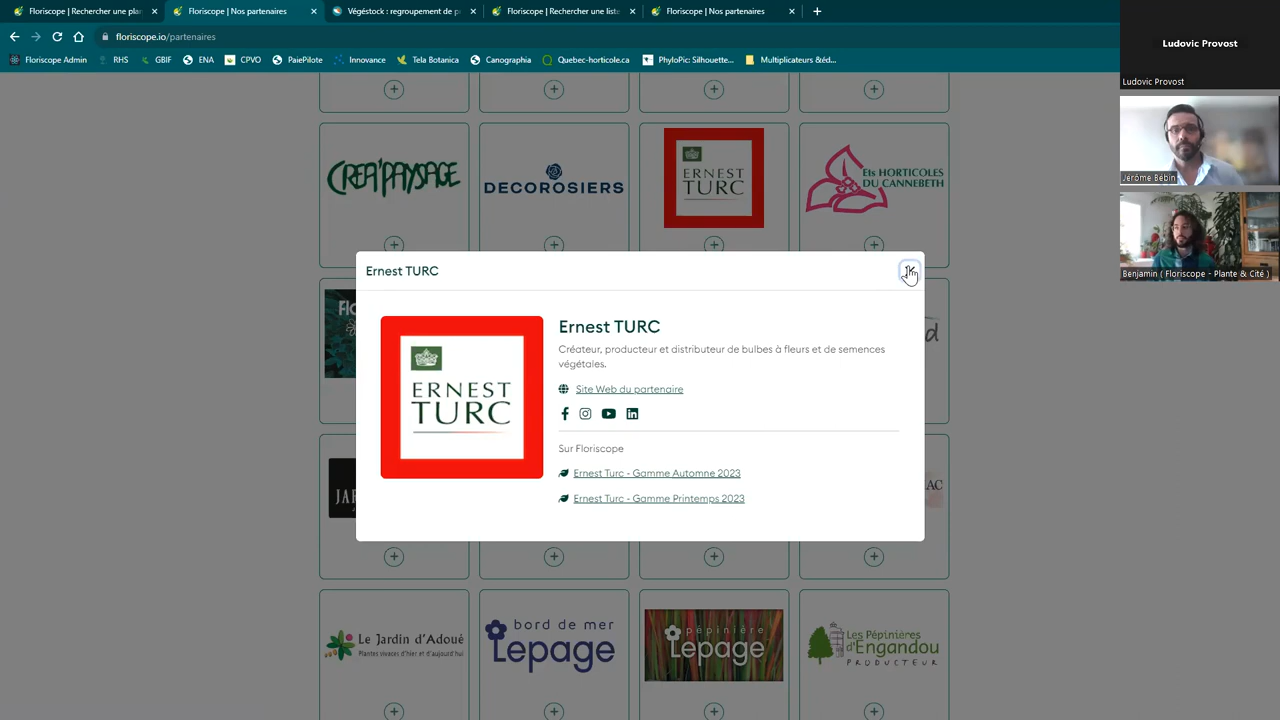 Floriscope | Rechercher une pla
Floriscope | Nos partenaires
Végéstock : regroupement de p
Floriscope | Rechercher une liste
Floriscope | Nos partenaires
floriscope.io/partenaires
Floriscope Admin
RHS
GBIF
ENA
CPVO
PaiePilote
Innovance
Tela Botanica
Canographia
Quebec-horticole.ca
PhyloPic: Silhouette...
Multiplicateurs &éd...
Ludovic Provost
Ludovic Provost
Jérôme Bébin
Benjamin ( Floriscope - Plante & Cité )
CREA'PAYSAGE
DECOROSIERS
ERNEST
TURC
Ets HORTICOLES
DU CANNEBETH
Ernest TURC
ERNEST
TURC
Ernest TURC
Créateur, producteur et distributeur de bulbes à fleurs et de semences
végétales.
Site Web du partenaire
Sur Floriscope
Ernest Turc - Gamme Automne 2023
Ernest Turc - Gamme Printemps 2023
Le Jardin d'Adoué
Plantes vivaces d'hier et d'aujourd'hui
bord de mer
Lepage
pépinière
Lepage
Les Pépinières
d'Engandou
PRODUCTEUR